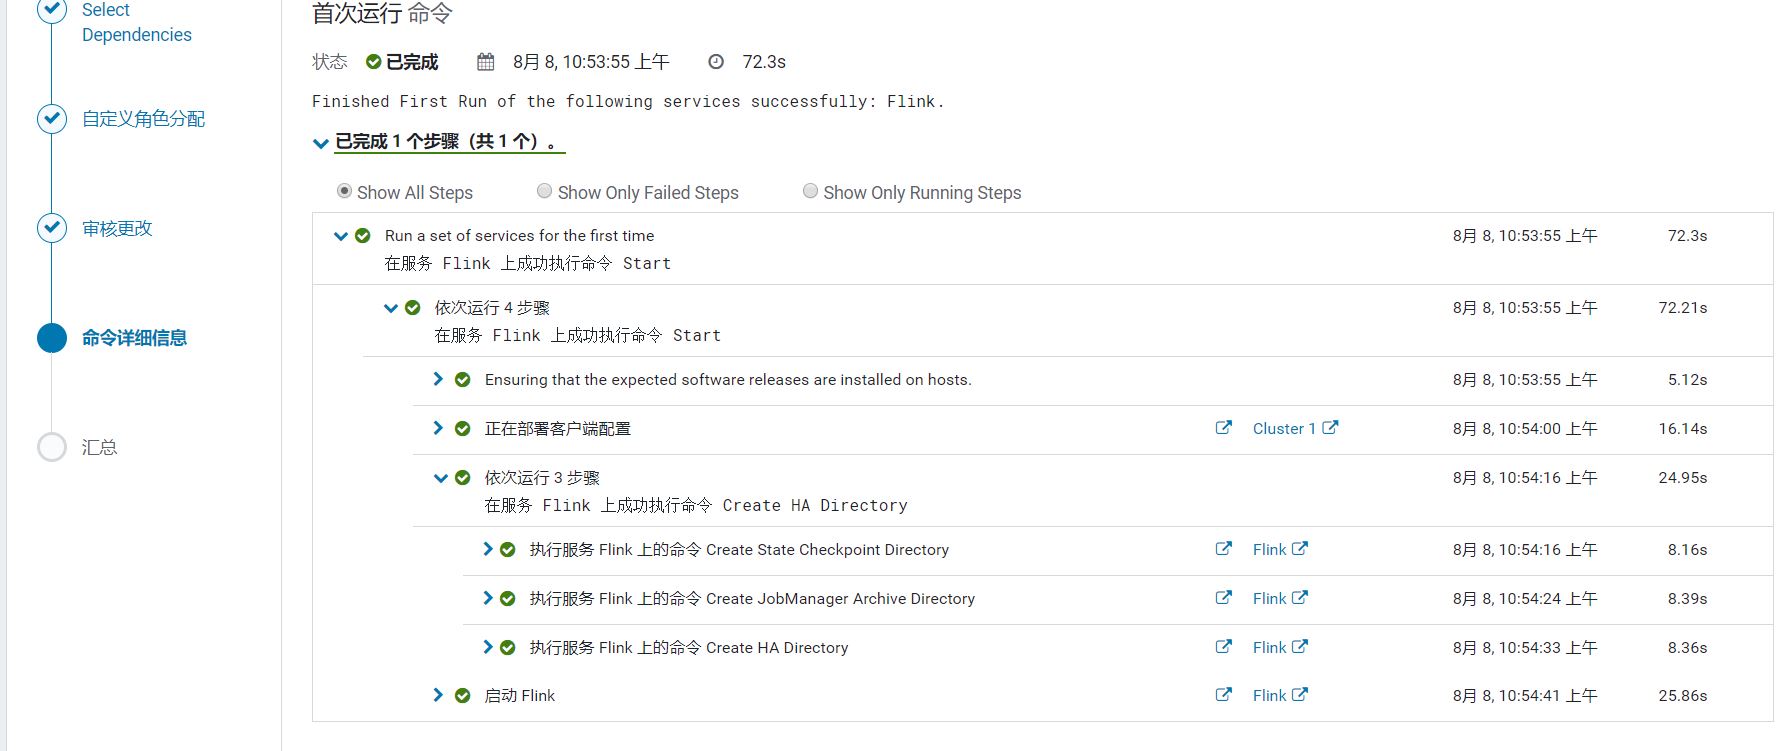 Select
Dependencies
自定义角色分配
审核更改
命令详细信息
汇总
首次运行 命令
状态 已完成 8月 8, 10:53:55 上午 72.3s
Finished First Run of the following services successfully: Flink.
已完成 1 个步骤（共 1 个）。
Show All Steps Show Only Failed Steps Show Only Running Steps
Run a set of services for the first time 8月 8, 10:53:55 上午 72.3s
在服务 Flink 上成功执行命令 Start
依次运行 4 步骤 8月 8, 10:53:55 上午 72.21s
在服务 Flink 上成功执行命令 Start
Ensuring that the expected software releases are installed on hosts. 8月 8, 10:53:55 上午 5.12s
正在部署客户端配置 Cluster 1 8月 8, 10:54:00 上午 16.14s
依次运行 3 步骤 8月 8, 10:54:16 上午 24.95s
在服务 Flink 上成功执行命令 Create HA Directory
执行服务 Flink 上的命令 Create State Checkpoint Directory Flink 8月 8, 10:54:16 上午 8.16s
执行服务 Flink 上的命令 Create JobManager Archive Directory Flink 8月 8, 10:54:24 上午 8.39s
执行服务 Flink 上的命令 Create HA Directory Flink 8月 8, 10:54:33 上午 8.36s
启动 Flink Flink 8月 8, 10:54:41 上午 25.86s